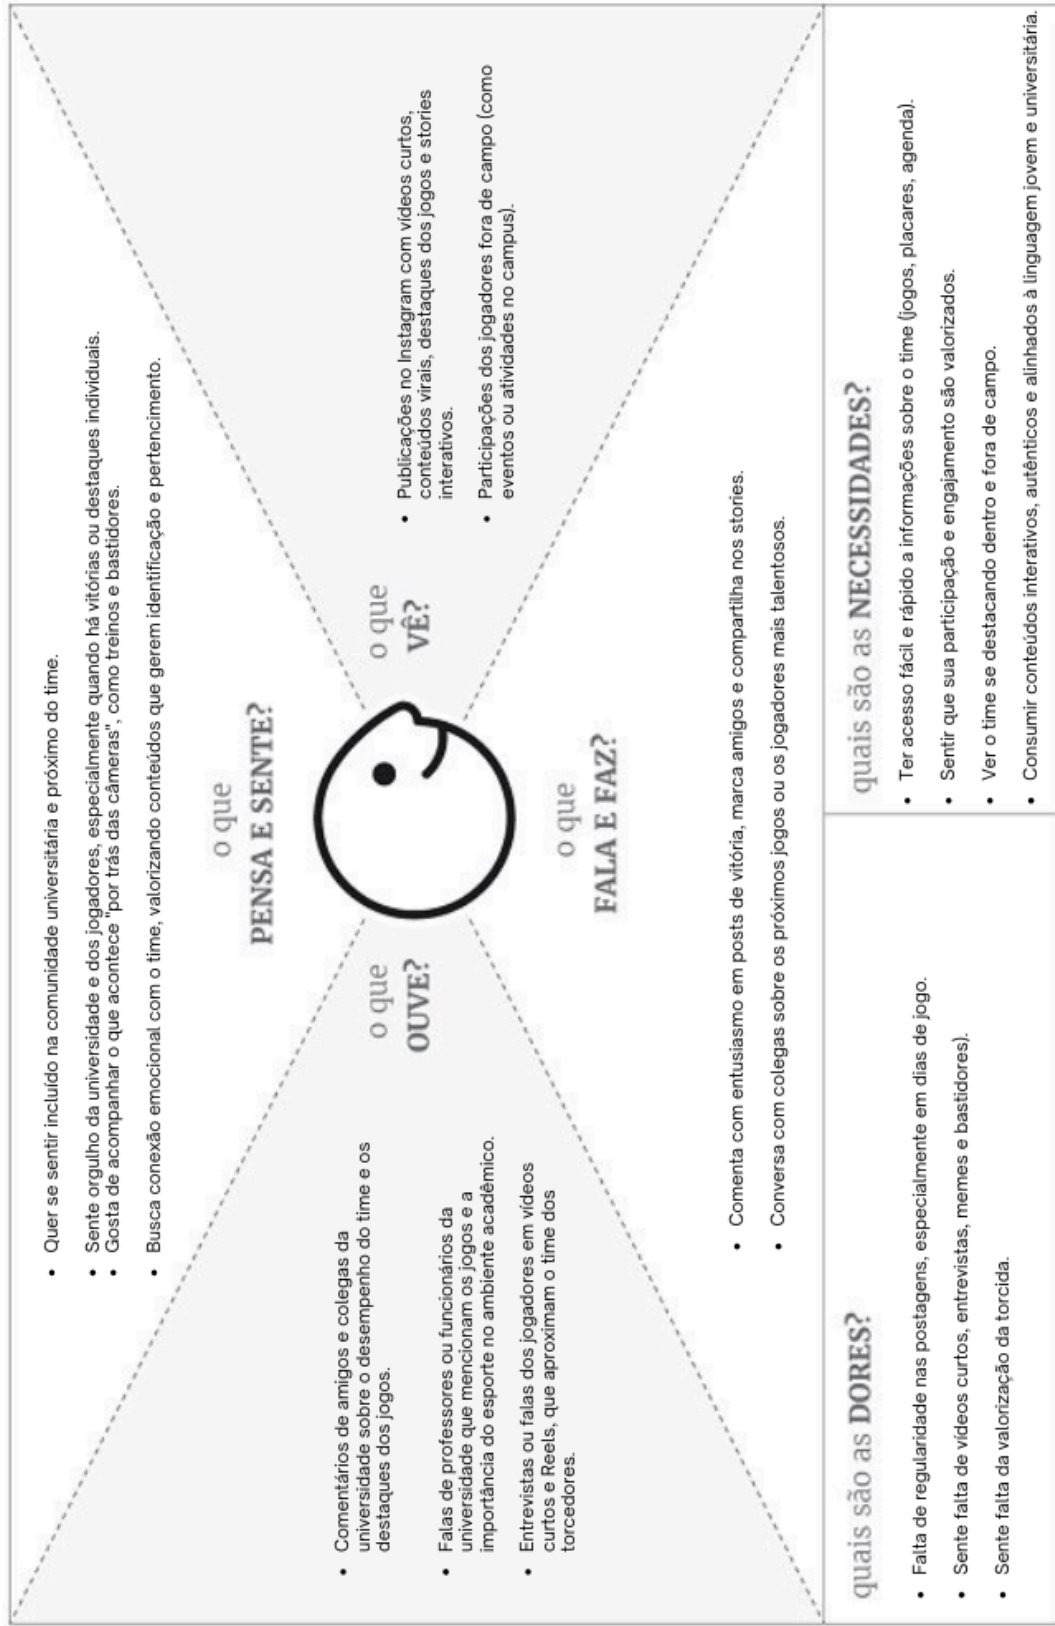 • Quer se sentir incluído na comunidade universitária e próximo do time.
• Sente orgulho da universidade e dos jogadores, especialmente quando há vitórias ou destaques individuais.
• Gosta de acompanhar o que acontece "por trás das câmeras", como treinos e bastidores.
• Busca conexão emocional com o time, valorizando conteúdos que gerem identificação e pertencimento.
o que
PENSA E SENTE?
• Comentários de amigos e colegas da
universidade sobre o desempenho do time e os
destaques dos jogos.
• Falas de professores ou funcionários da
universidade que mencionam os jogos e a
importância do esporte no ambiente acadêmico.
• Entrevistas ou falas dos jogadores em vídeos
curtos e Reels, que aproximam o time dos
torcedores.
o que
OUVE?
o que
VÊ?
• Publicações no Instagram com vídeos curtos,
conteúdos virais, destaques dos jogos e stories
interativos.
• Participações dos jogadores fora de campo (como
eventos ou atividades no campus).
o que
FALA E FAZ?
• Comenta com entusiasmo em posts de vitória, marca amigos e compartilha nos stories.
• Conversa com colegas sobre os próximos jogos ou os jogadores mais talentosos.
quais são as DORES?
• Falta de regularidade nas postagens, especialmente em dias de jogo.
• Sente falta de vídeos curtos, entrevistas, memes e bastidores).
• Sente falta da valorização da torcida.
quais são as NECESSIDADES?
• Ter acesso fácil e rápido a informações sobre o time (jogos, placares, agenda).
• Sentir que sua participação e engajamento são valorizados.
• Ver o time se destacando dentro e fora de campo.
• Consumir conteúdos interativos, autênticos e alinhados à linguagem jovem e universitária.